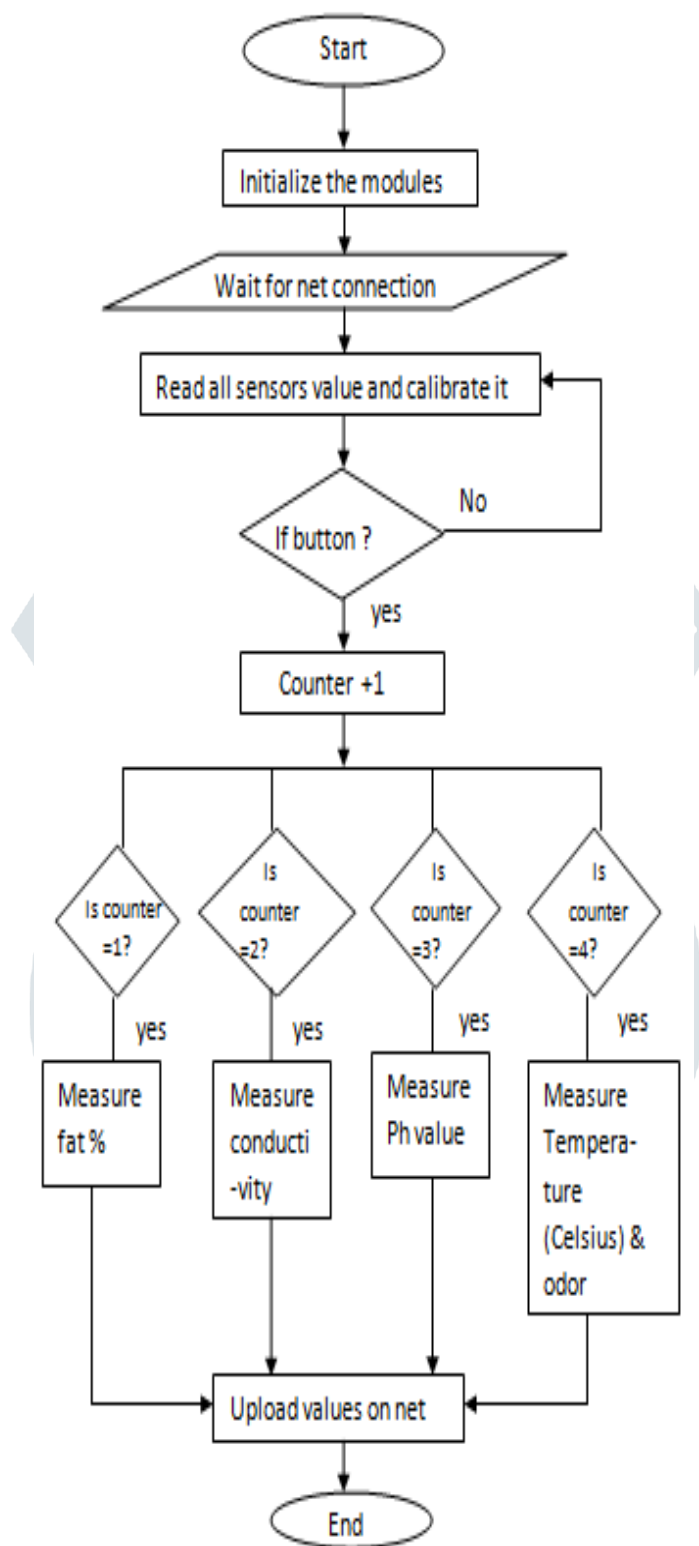 Start
Initialize the modules
Wait for net connection
Read all sensors value and calibrate it
If button ?
No
yes
Counter +1
Is counter
=1?
Is
counter
=2?
Is
counter
=3?
Is
counter
=4?
yes
yes
yes
yes
Measure
fat %
Measure
conducti
-vity
Measure
Ph value
Measure
Tempera-
ture
(Celsius) &
odor
Upload values on net
End